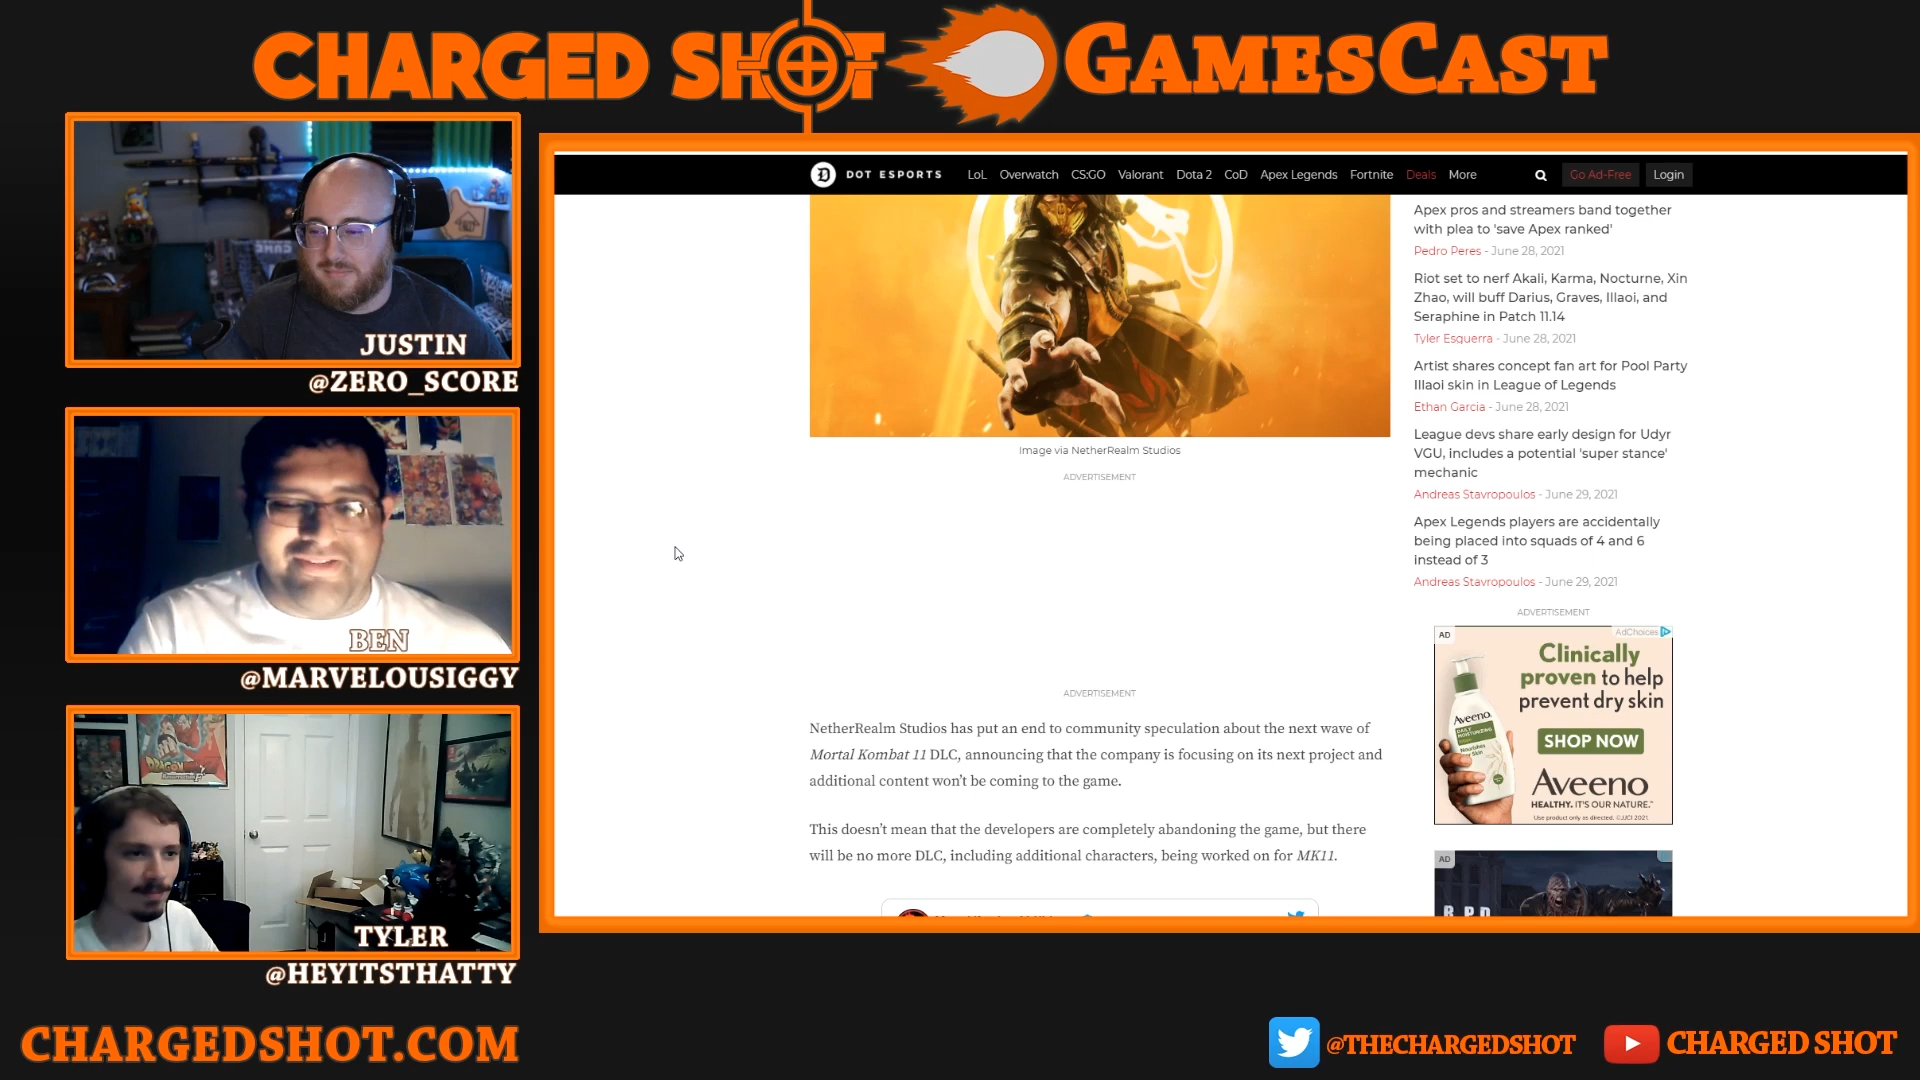 CHARGED SHOT GAMESCAST
JUSTIN
@ZERO_SCORE
BEN
@MARVELOUSIGGY
TYLER
@HEYITSTHATTY
CHARGEDSHOT.COM
DOT ESPORTS LoL Overwatch CS:GO Valorant Dota 2 CoD Apex Legends Fortnite Deals More Go Ad-Free Login
Image via NetherRealm Studios
ADVERTISEMENT
ADVERTISEMENT
NetherRealm Studios has put an end to community speculation about the next wave of
Mortal Kombat 11 DLC, announcing that the company is focusing on its next project and
additional content won't be coming to the game.
This doesn't mean that the developers are completely abandoning the game, but there
will be no more DLC, including additional characters, being worked on for MK11.
Apex pros and streamers band together
with plea to 'save Apex ranked'
Pedro Peres - June 28, 2021
Riot set to nerf Akali, Karma, Nocturne, Xin
Zhao, will buff Darius, Graves, Illaoi, and
Seraphine in Patch 11.14
Tyler Esguerra - June 28, 2021
Artist shares concept fan art for Pool Party
Illaoi skin in League of Legends
Ethan Garcia - June 28, 2021
League devs share early design for Udyr
VGU, includes a potential 'super stance'
mechanic
Andreas Stavropoulos - June 29, 2021
Apex Legends players are accidentally
being placed into squads of 4 and 6
instead of 3
Andreas Stavropoulos - June 29, 2021
ADVERTISEMENT
AD
AdChoices
Clinically
proven to help
prevent dry skin
Aveeno
SHOP NOW
Aveeno
HEALTHY. IT'S OUR NATURE.™
Use product only as directed. ©JJCI 2021
AD
R.P.D.
@THECHARGEDSHOT
CHARGED SHOT